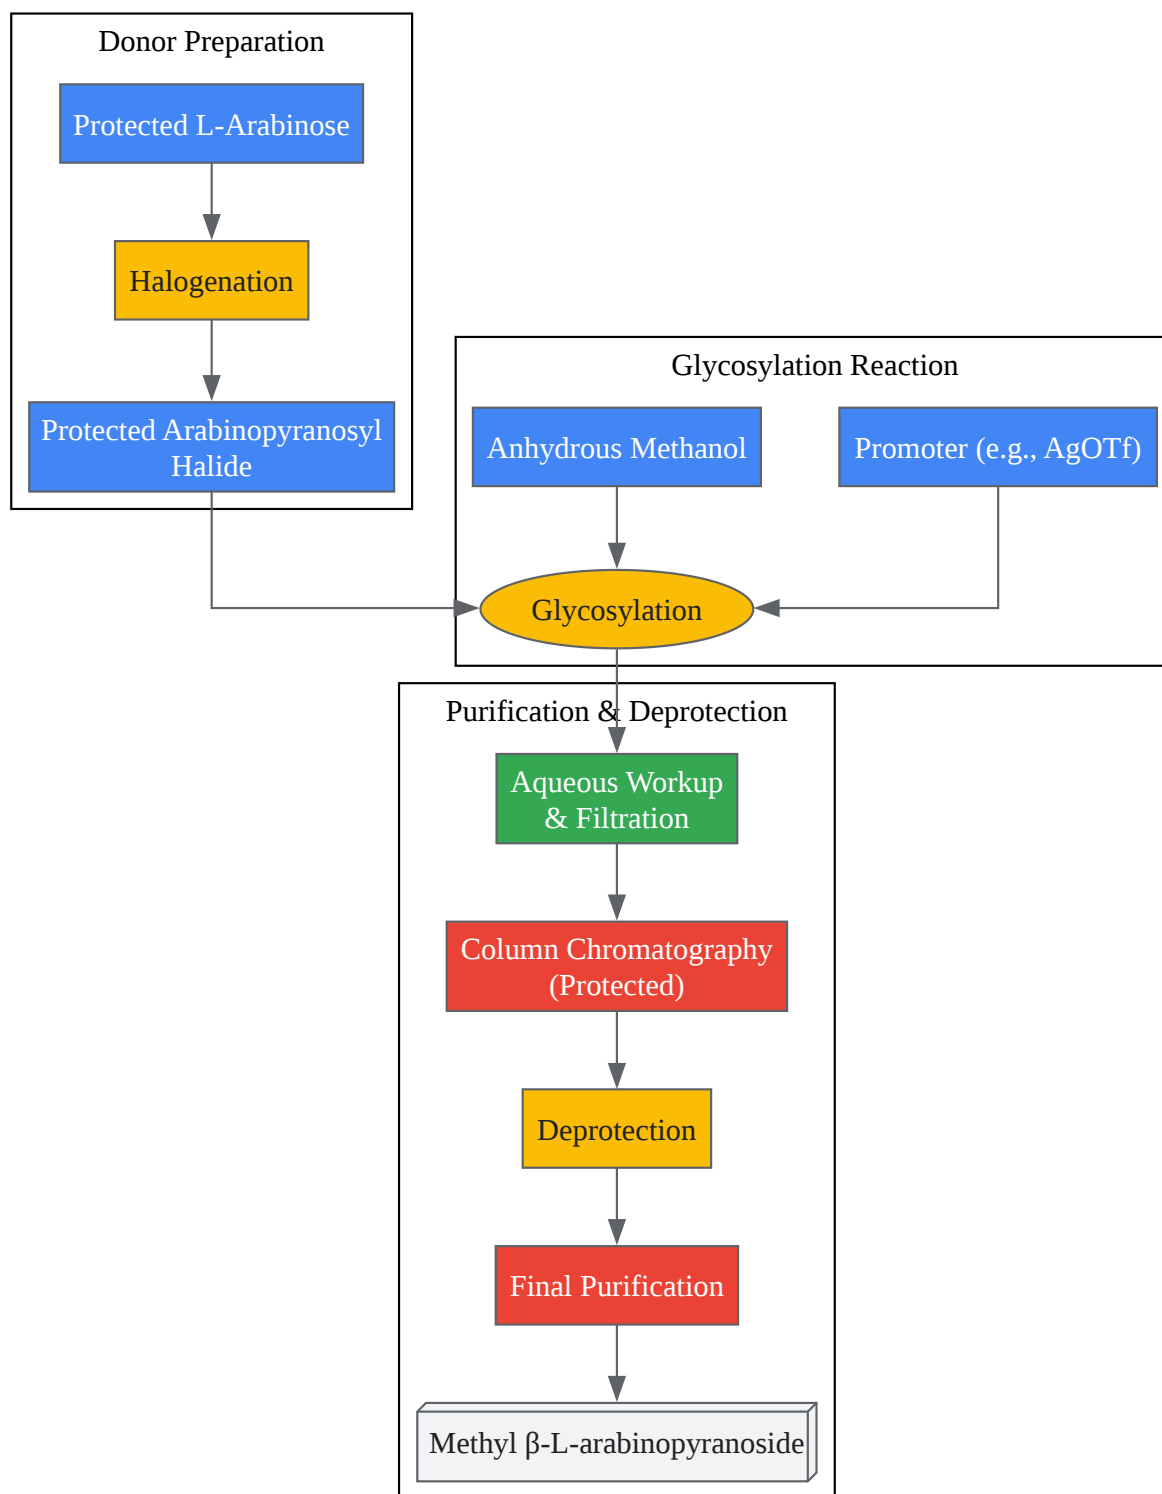 Donor Preparation
Protected L-Arabinose
Halogenation
Protected Arabinopyranosyl
Halide
Glycosylation Reaction
Anhydrous Methanol
Promoter (e.g., AgOTf)
Glycosylation
Purification & Deprotection
Aqueous Workup
& Filtration
Column Chromatography
(Protected)
Deprotection
Final Purification
Methyl β-L-arabinopyranoside